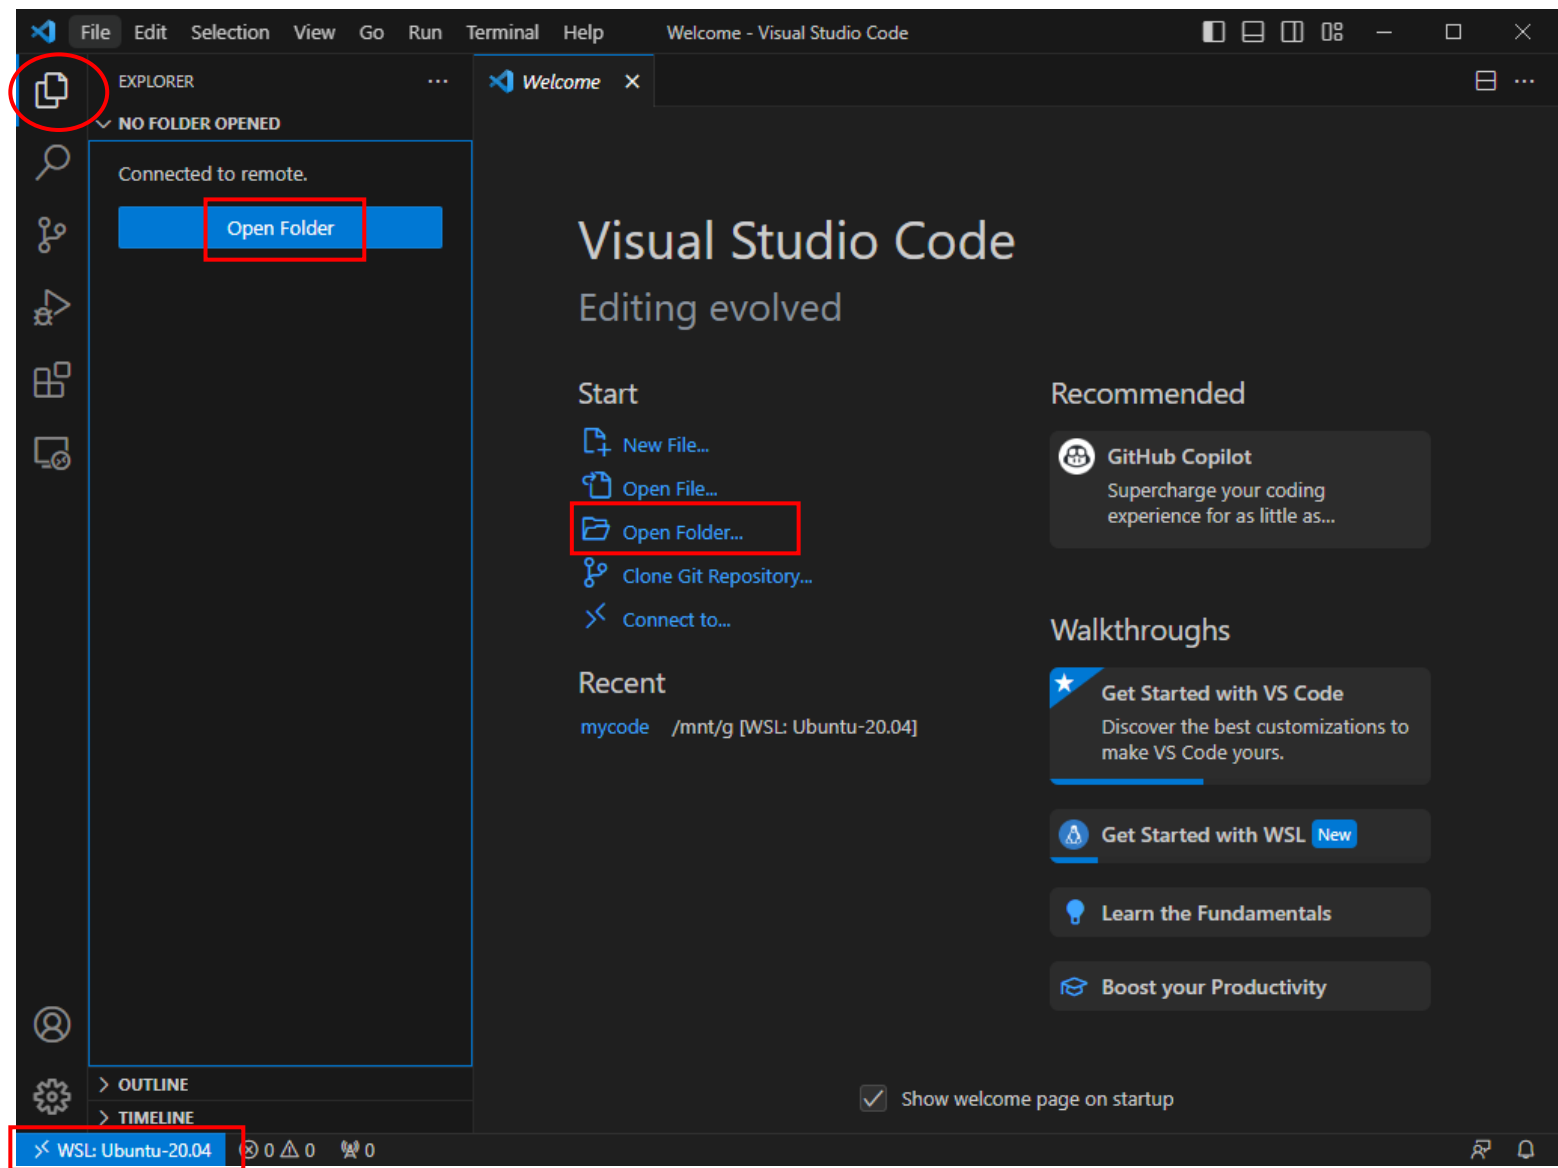 File Edit Selection View Go Run Terminal Help Welcome - Visual Studio Code
EXPLORER
Welcome
NO FOLDER OPENED
Connected to remote.
Open Folder
Visual Studio Code
Editing evolved
Start
New File...
Open File...
Open Folder...
Clone Git Repository...
Connect to...
Recent
mycode /mnt/g [WSL: Ubuntu-20.04]
Recommended
GitHub Copilot
Supercharge your coding
experience for as little as...
Walkthroughs
Get Started with VS Code
Discover the best customizations to
make VS Code yours.
Get Started with WSL New
Learn the Fundamentals
Boost your Productivity
OUTLINE
TIMELINE
Show welcome page on startup
WSL: Ubuntu-20.04 0 0 0